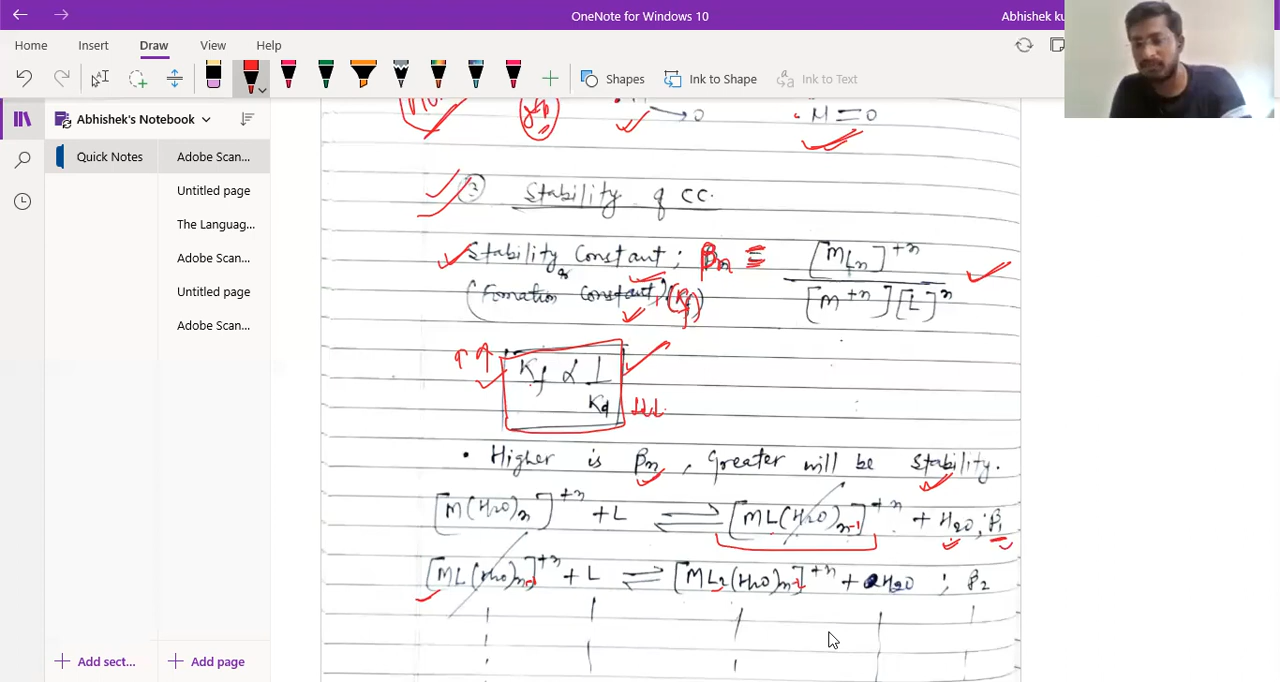 OneNote for Windows 10
Abhishek ku
Home Insert Draw View Help
Shapes Ink to Shape Ink to Text
Abhishek's Notebook
Quick Notes
Adobe Scan...
Untitled page
The Languag...
Adobe Scan...
Untitled page
Adobe Scan...
Add sect...
Add page
M = O
Stability of CC.
Stability Constant; βn = [MLn]+n / [M+n][L]n
(Formation constant) (Kf)
Kf α 1/Kd
• Higher is βn, Greater will be Stability.
[M(H2O)n]+n + L ⇌ [ML(H2O)n-1]+n + H2O; β1
[ML(H2O)n-1]+n + L ⇌ [ML2(H2O)n-2]+n + H2O ; β2